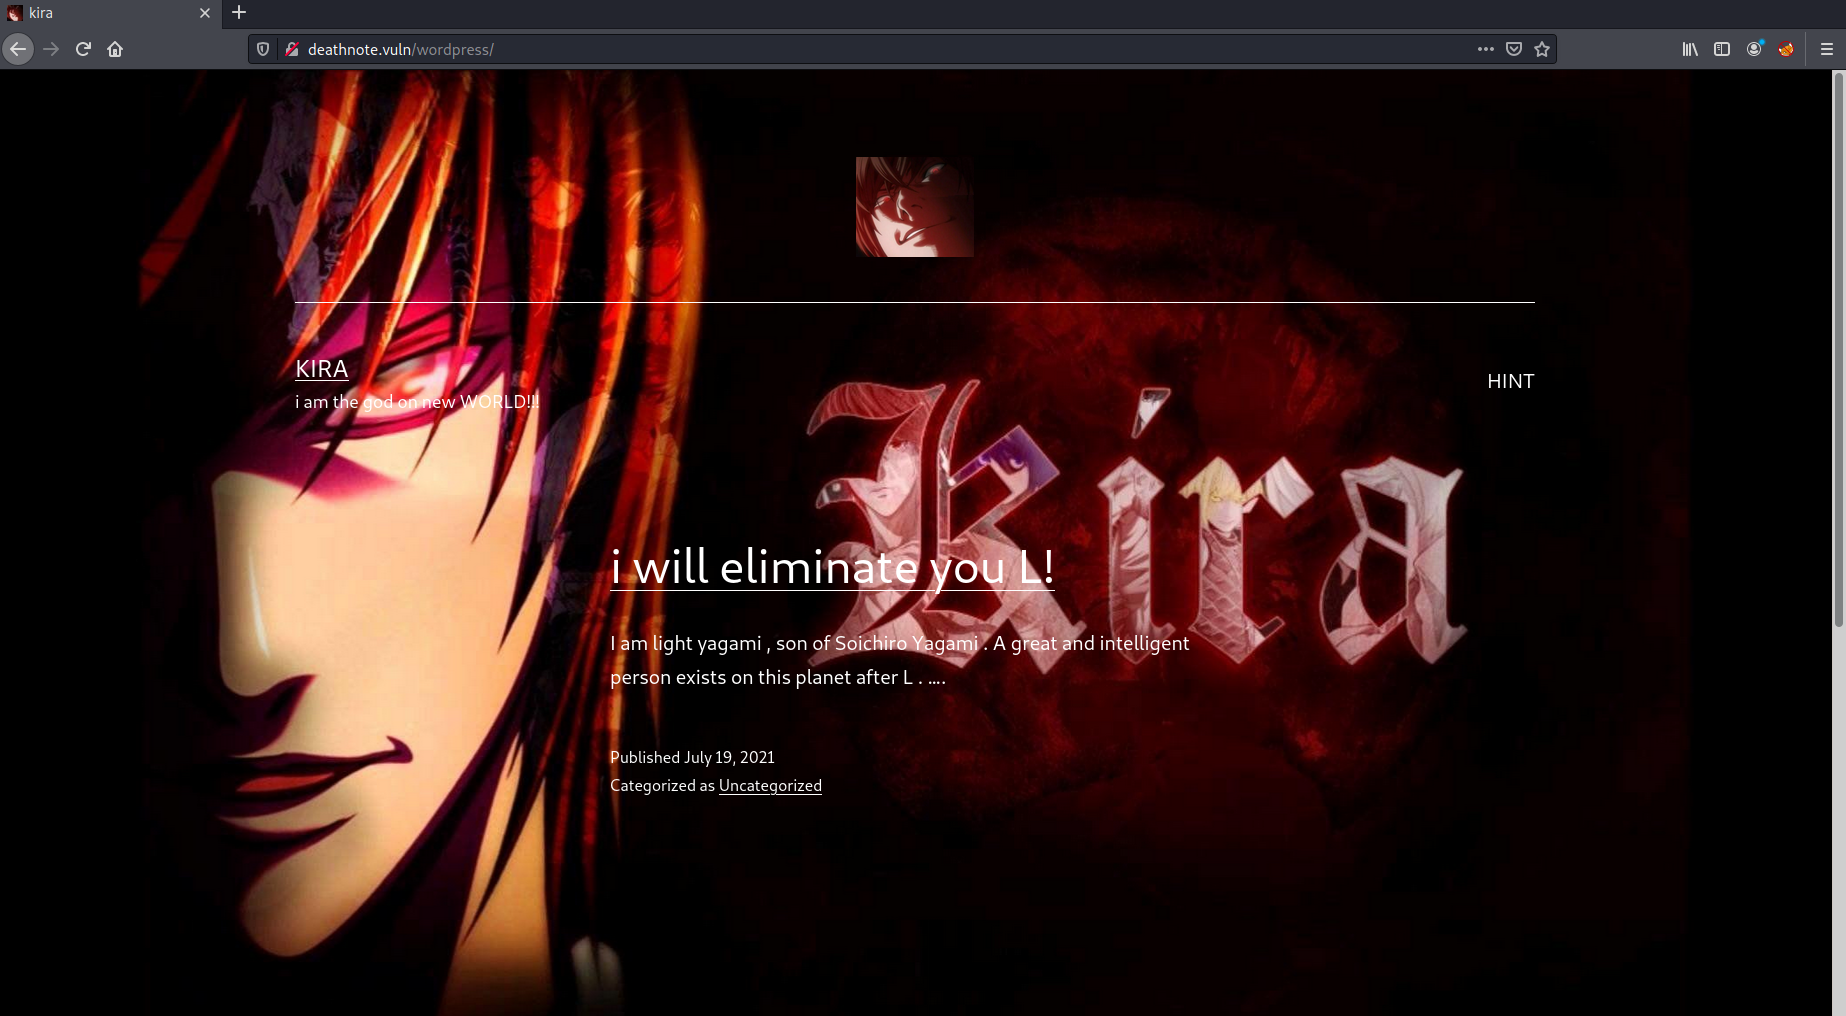 kira
deathnote.vuln/wordpress/
KIRA
i am the god on new WORLD!!!
HINT
kira
i will eliminate you L!
I am light yagami , son of Soichiro Yagami . A great and intelligent
person exists on this planet after L . ....
Published July 19, 2021
Categorized as Uncategorized